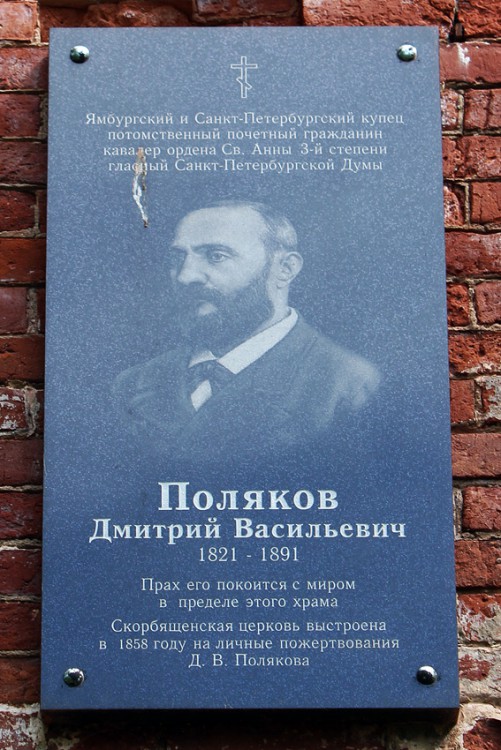 Ямбургский и Санкт-Петербургский купец
потомственный почетный гражданин
кавалер ордена Св. Анны 3-й степени
гласный Санкт-Петербургской Думы
Поляков
Дмитрий Васильевич
1821 - 1891
Прах его покоится с миром
в пределе этого храма
Скорбященская церковь выстроена
в 1858 году на личные пожертвования
Д. В. Полякова